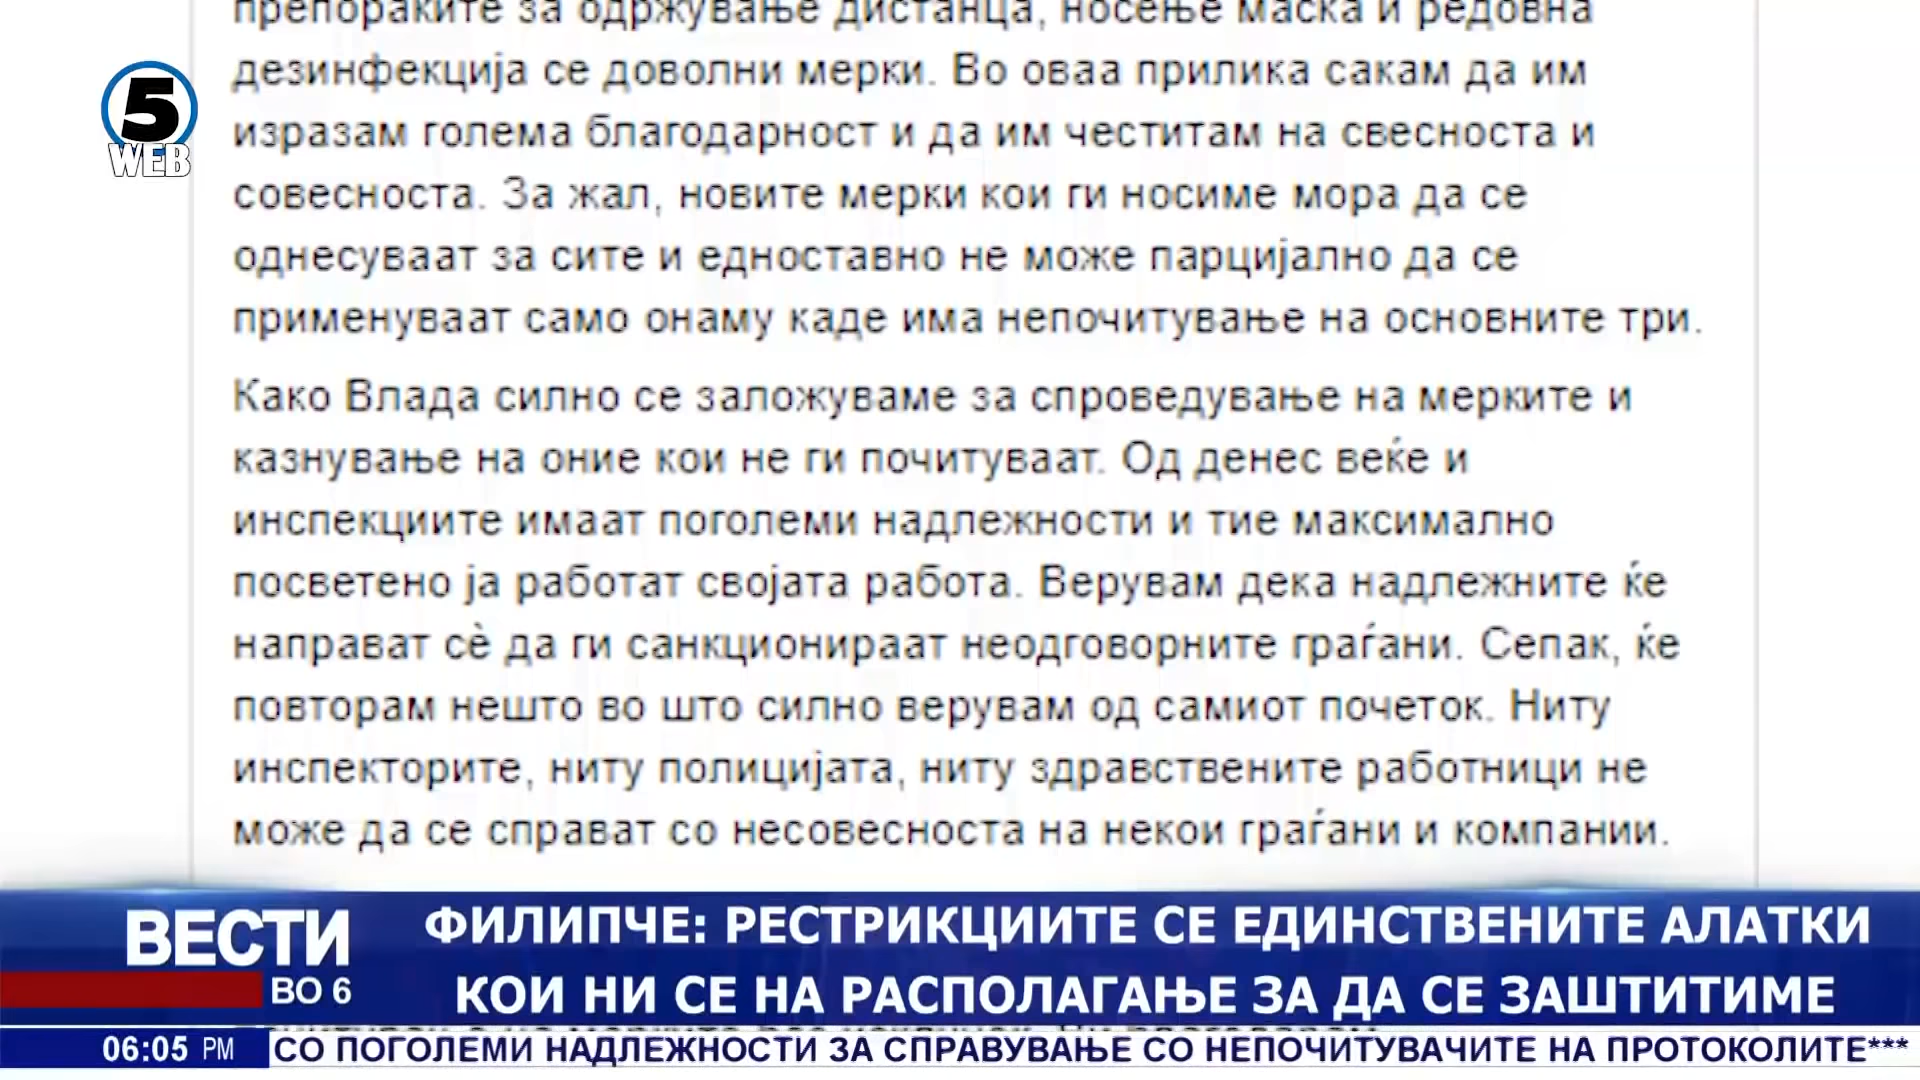 препораките за одржување дистанца, носење маска и редовна
дезинфекција се доволни мерки. Во оваа прилика сакам да им
изразам голема благодарност и да им честитам на свесноста и
совесноста. За жал, новите мерки кои ги носиме мора да се
однесуваат за сите и едноставно не може парцијално да се
применуваат само онаму каде има непочитување на основните три.
Како Влада силно се заложуваме за спроведување на мерките и
казнување на оние кои не ги почитуваат. Од денес веќе и
инспекциите имаат поголеми надлежности и тие максимално
посветено ја работат својата работа. Верувам дека надлежните ќе
направат сѐ да ги санкционираат неодговорните граѓани. Сепак, ќе
повторам нешто во што силно верувам од самиот почеток. Ниту
инспекторите, ниту полицијата, ниту здравствените работници не
може да се справат со несовесноста на некои граѓани и компании.
5
WEB
ВЕСТИ
ВО 6
ФИЛИПЧЕ: РЕСТРИКЦИИТЕ СЕ ЕДИНСТВЕНИТЕ АЛАТКИ
КОИ НИ СЕ НА РАСПОЛАГАЊЕ ЗА ДА СЕ ЗАШТИТИМЕ
06:05 PM
СО ПОГОЛЕМИ НАДЛЕЖНОСТИ ЗА СПРАВУВАЊЕ СО НЕПОЧИТУВАЧИТЕ НА ПРОТОКОЛИТЕ***